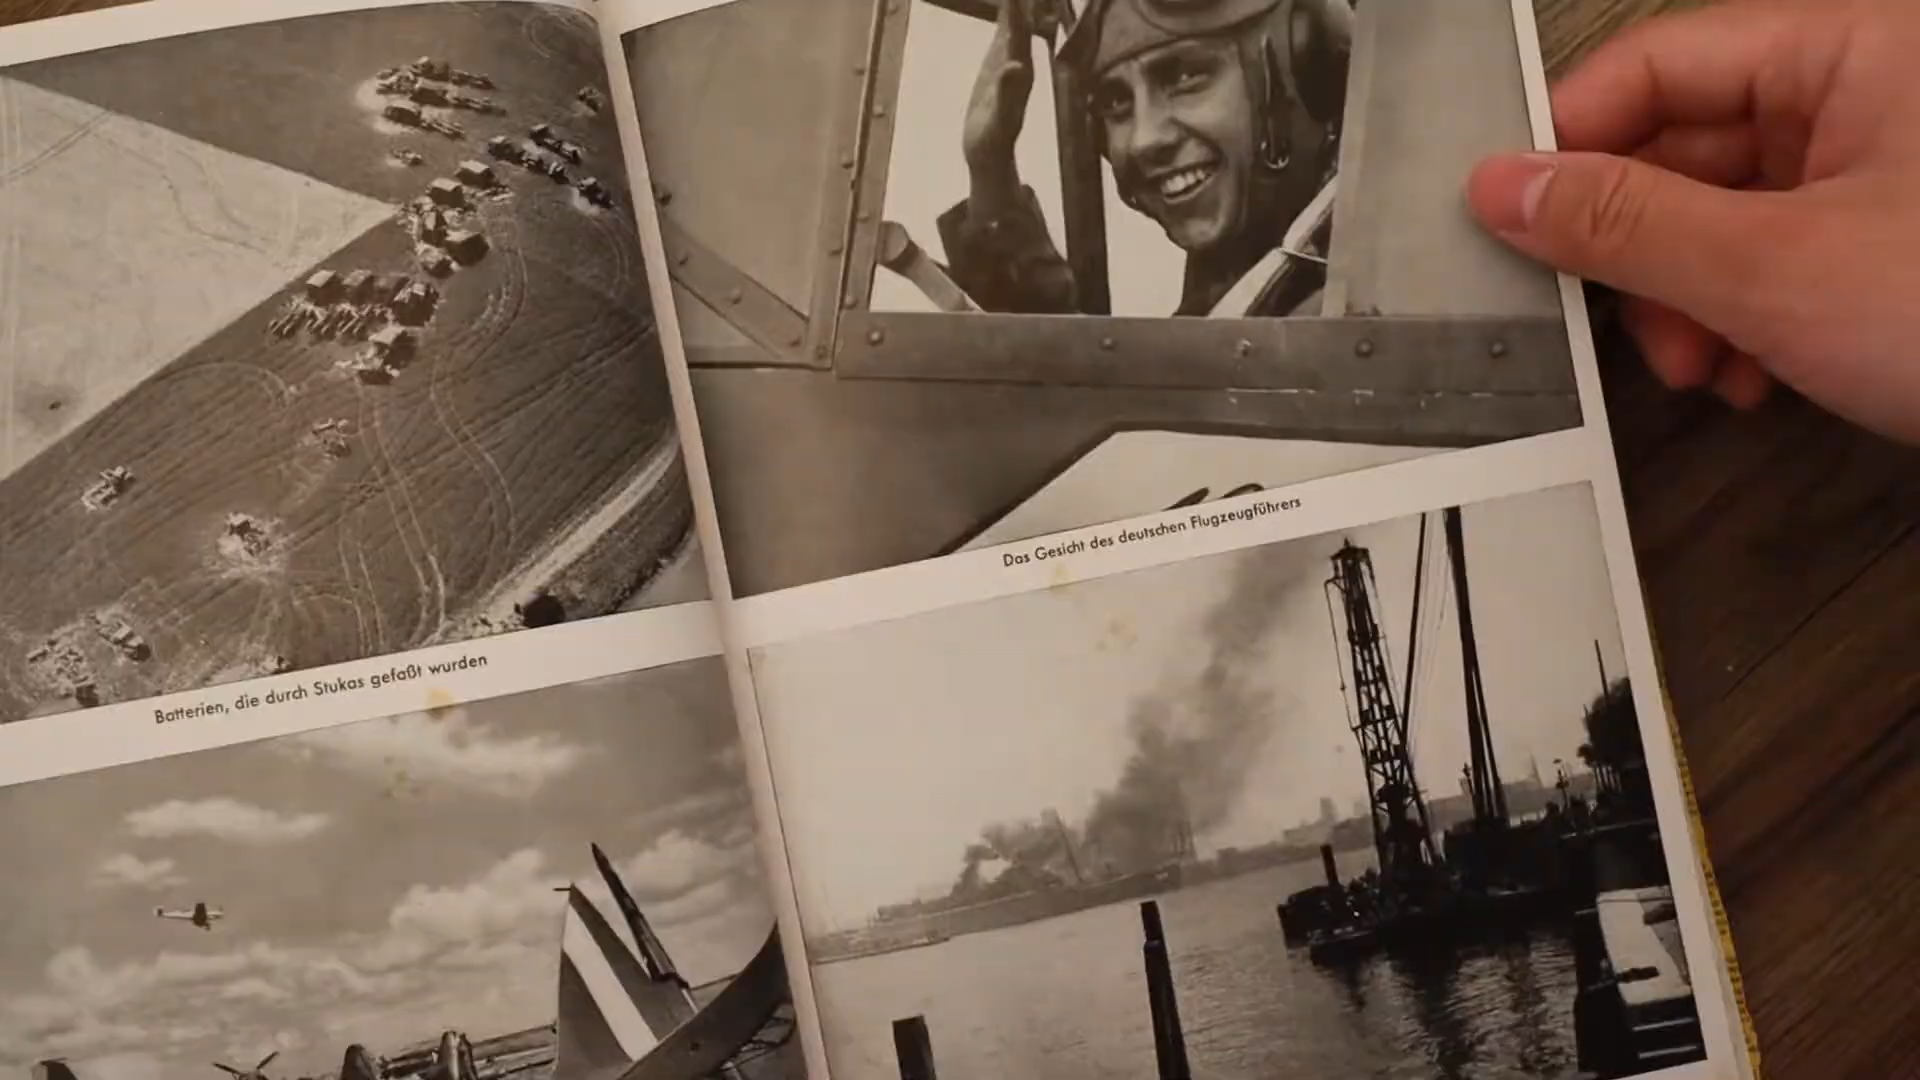 Batterien, die durch Stukas gefaßt wurden
Das Gesicht des deutschen Flugzeugführers